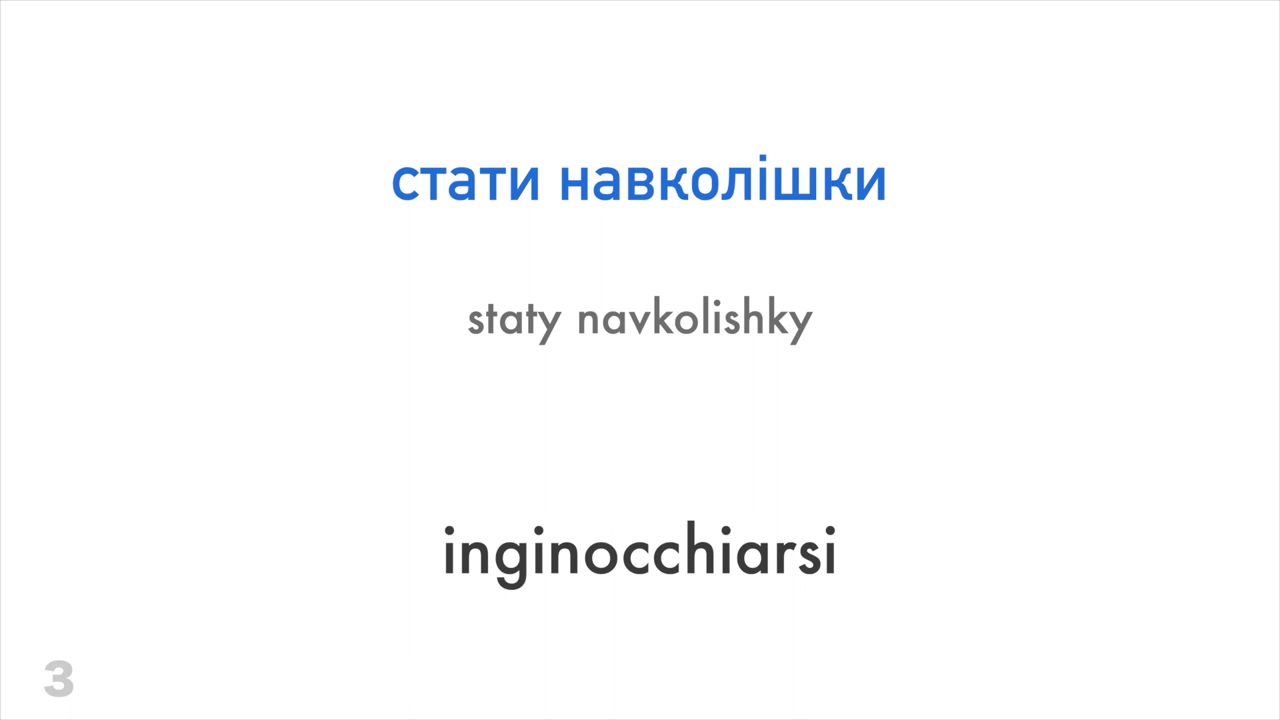 стати навколішки
staty navkolishky
inginocchiarsi
3